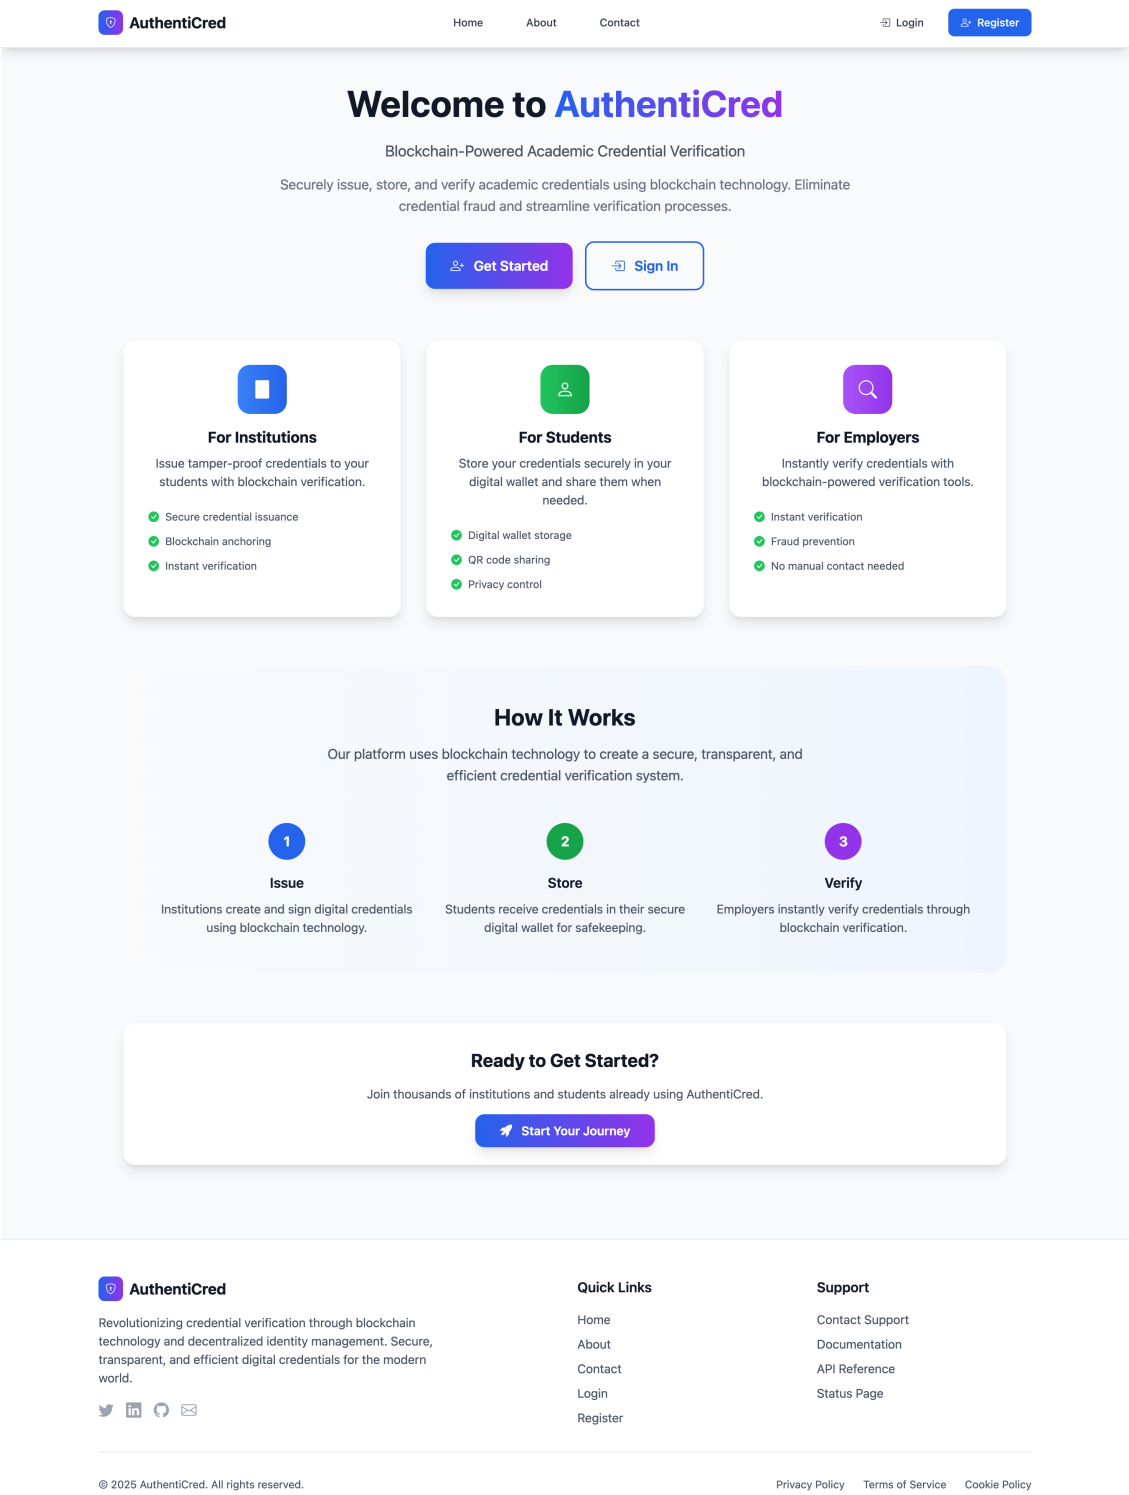 AuthentiCred
Home
About
Contact
Login
Register
Welcome to AuthentiCred
Blockchain-Powered Academic Credential Verification
Securely issue, store, and verify academic credentials using blockchain technology. Eliminate
credential fraud and streamline verification processes.
Get Started
Sign In
For Institutions
Issue tamper-proof credentials to your
students with blockchain verification.
Secure credential issuance
Blockchain anchoring
Instant verification
For Students
Store your credentials securely in your
digital wallet and share them when
needed.
Digital wallet storage
QR code sharing
Privacy control
For Employers
Instantly verify credentials with
blockchain-powered verification tools.
Instant verification
Fraud prevention
No manual contact needed
How It Works
Our platform uses blockchain technology to create a secure, transparent, and
efficient credential verification system.
1
Issue
Institutions create and sign digital credentials
using blockchain technology.
2
Store
Students receive credentials in their secure
digital wallet for safekeeping.
3
Verify
Employers instantly verify credentials through
blockchain verification.
Ready to Get Started?
Join thousands of institutions and students already using AuthentiCred.
Start Your Journey
AuthentiCred
Revolutionizing credential verification through blockchain
technology and decentralized identity management. Secure,
transparent, and efficient digital credentials for the modern
world.
Quick Links
Home
About
Contact
Login
Register
Support
Contact Support
Documentation
API Reference
Status Page
© 2025 AuthentiCred. All rights reserved.
Privacy Policy
Terms of Service
Cookie Policy